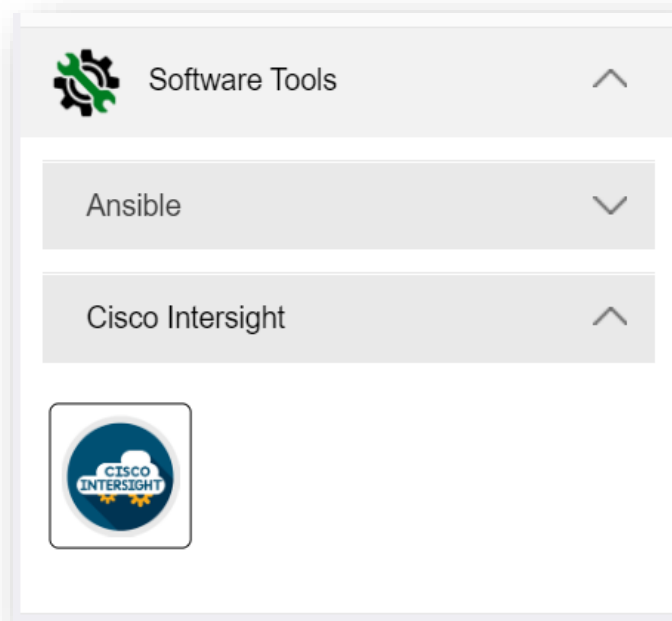 Software Tools
Ansible
Cisco Intersight
CISCO
INTERSIGHT